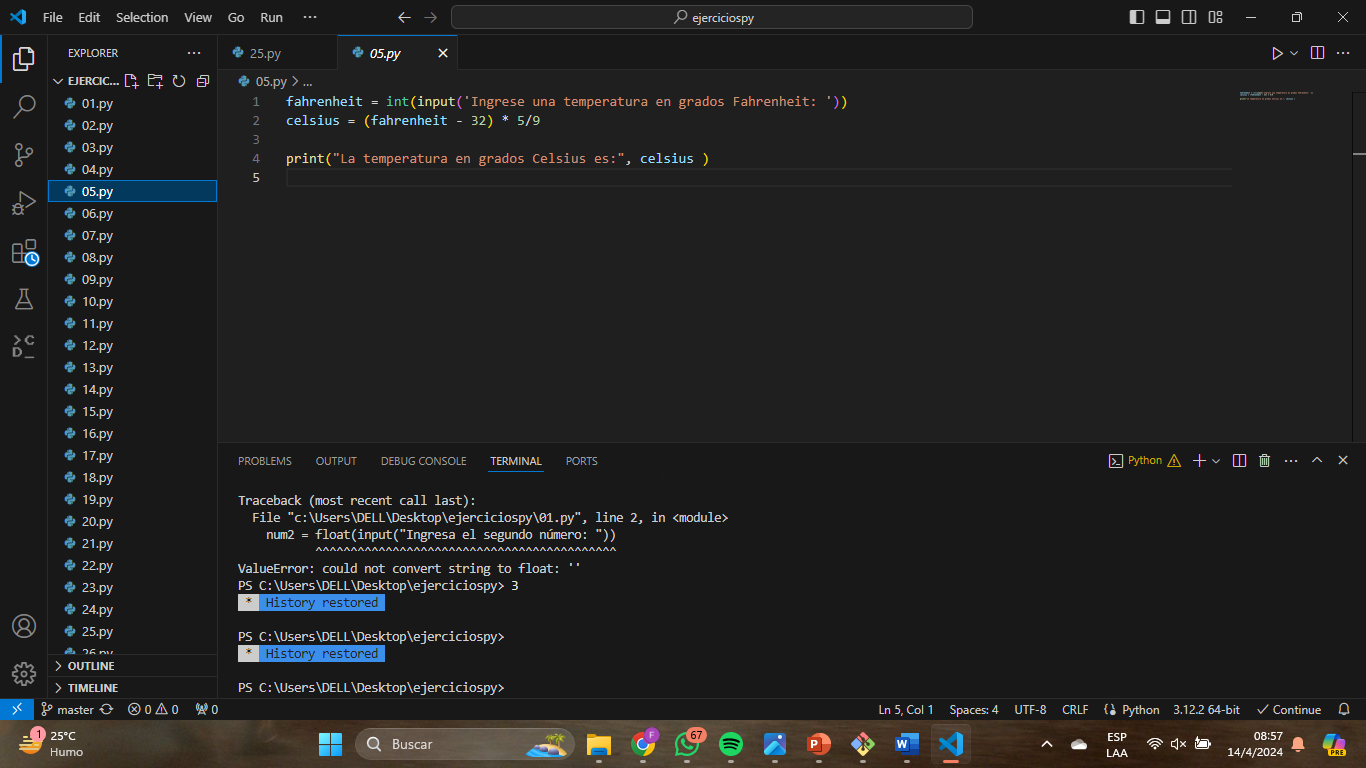 File Edit Selection View Go Run ··· ejerciciospy
EXPLORER ···
EJERCIC...
01.py
02.py
03.py
04.py
05.py
06.py
07.py
08.py
09.py
10.py
11.py
12.py
13.py
14.py
15.py
16.py
17.py
18.py
19.py
20.py
21.py
22.py
23.py
24.py
25.py
26.py
OUTLINE
TIMELINE
25.py 05.py
05.py > ...
1 fahrenheit = int(input('Ingrese una temperatura en grados Fahrenheit: '))
2 celsius = (fahrenheit - 32) * 5/9
3
4 print("La temperatura en grados Celsius es:", celsius )
5
PROBLEMS OUTPUT DEBUG CONSOLE TERMINAL PORTS Python
Traceback (most recent call last):
File "c:\Users\DELL\Desktop\ejerciciospy\01.py", line 2, in <module>
num2 = float(input("Ingresa el segundo número: "))
^^^^^^^^^^^^^^^^^^^^^^^^^^^^^^^^^^^^^^^^^^^
ValueError: could not convert string to float: ''
PS C:\Users\DELL\Desktop\ejerciciospy> 3
* History restored
PS C:\Users\DELL\Desktop\ejerciciospy>
* History restored
PS C:\Users\DELL\Desktop\ejerciciospy>
master 0 0 0 Ln 5, Col 1 Spaces: 4 UTF-8 CRLF Python 3.12.2 64-bit Continue
1 25°C
Humo
Buscar
F
67
ESP
LAA
08:57
14/4/2024
PRE